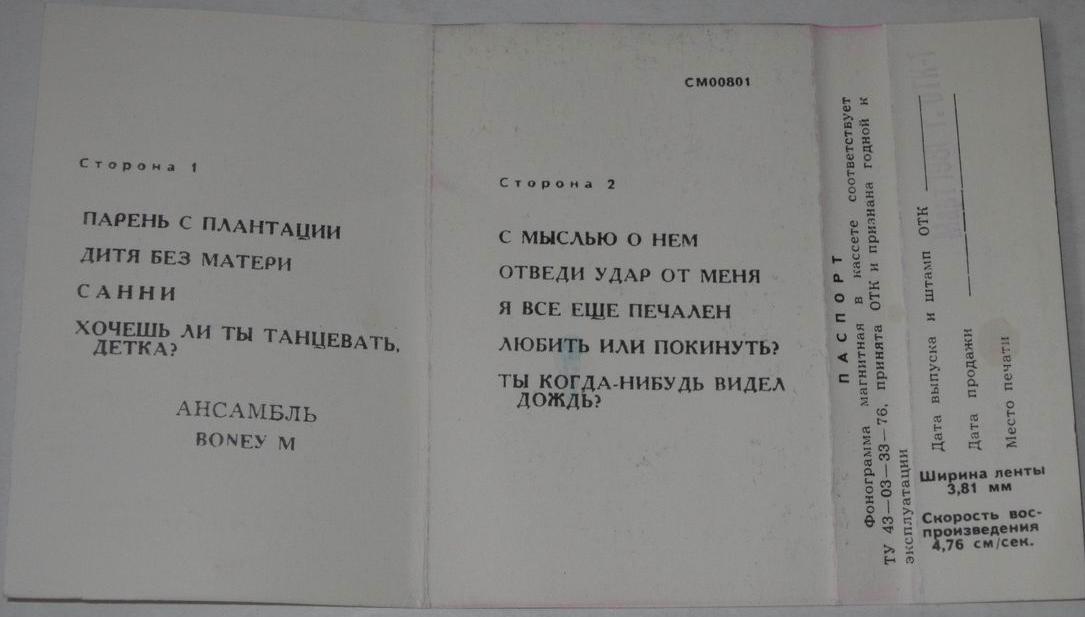 Сторона 1
ПАРЕНЬ С ПЛАНТАЦИИ
ДИТЯ БЕЗ МАТЕРИ
САННИ
ХОЧЕШЬ ЛИ ТЫ ТАНЦЕВАТЬ,
ДЕТКА?
АНСАМБЛЬ
BONEY M
СМ00801
Сторона 2
С МЫСЛЬЮ О НЕМ
ОТВЕДИ УДАР ОТ МЕНЯ
Я ВСЕ ЕЩЕ ПЕЧАЛЕН
ЛЮБИТЬ ИЛИ ПОКИНУТЬ?
ТЫ КОГДА-НИБУДЬ ВИДЕЛ
ДОЖДЬ?
ПАСПОРТ
Фонограмма магнитная в кассете соответствует
ТУ 43—03—33—76, принята ОТК и признана годной к
эксплуатации
Дата выпуска и штамп ОТК
Дата продажи
Место печати
Ширина ленты
3,81 мм
Скорость вос-
произведения
4,76 см/сек.